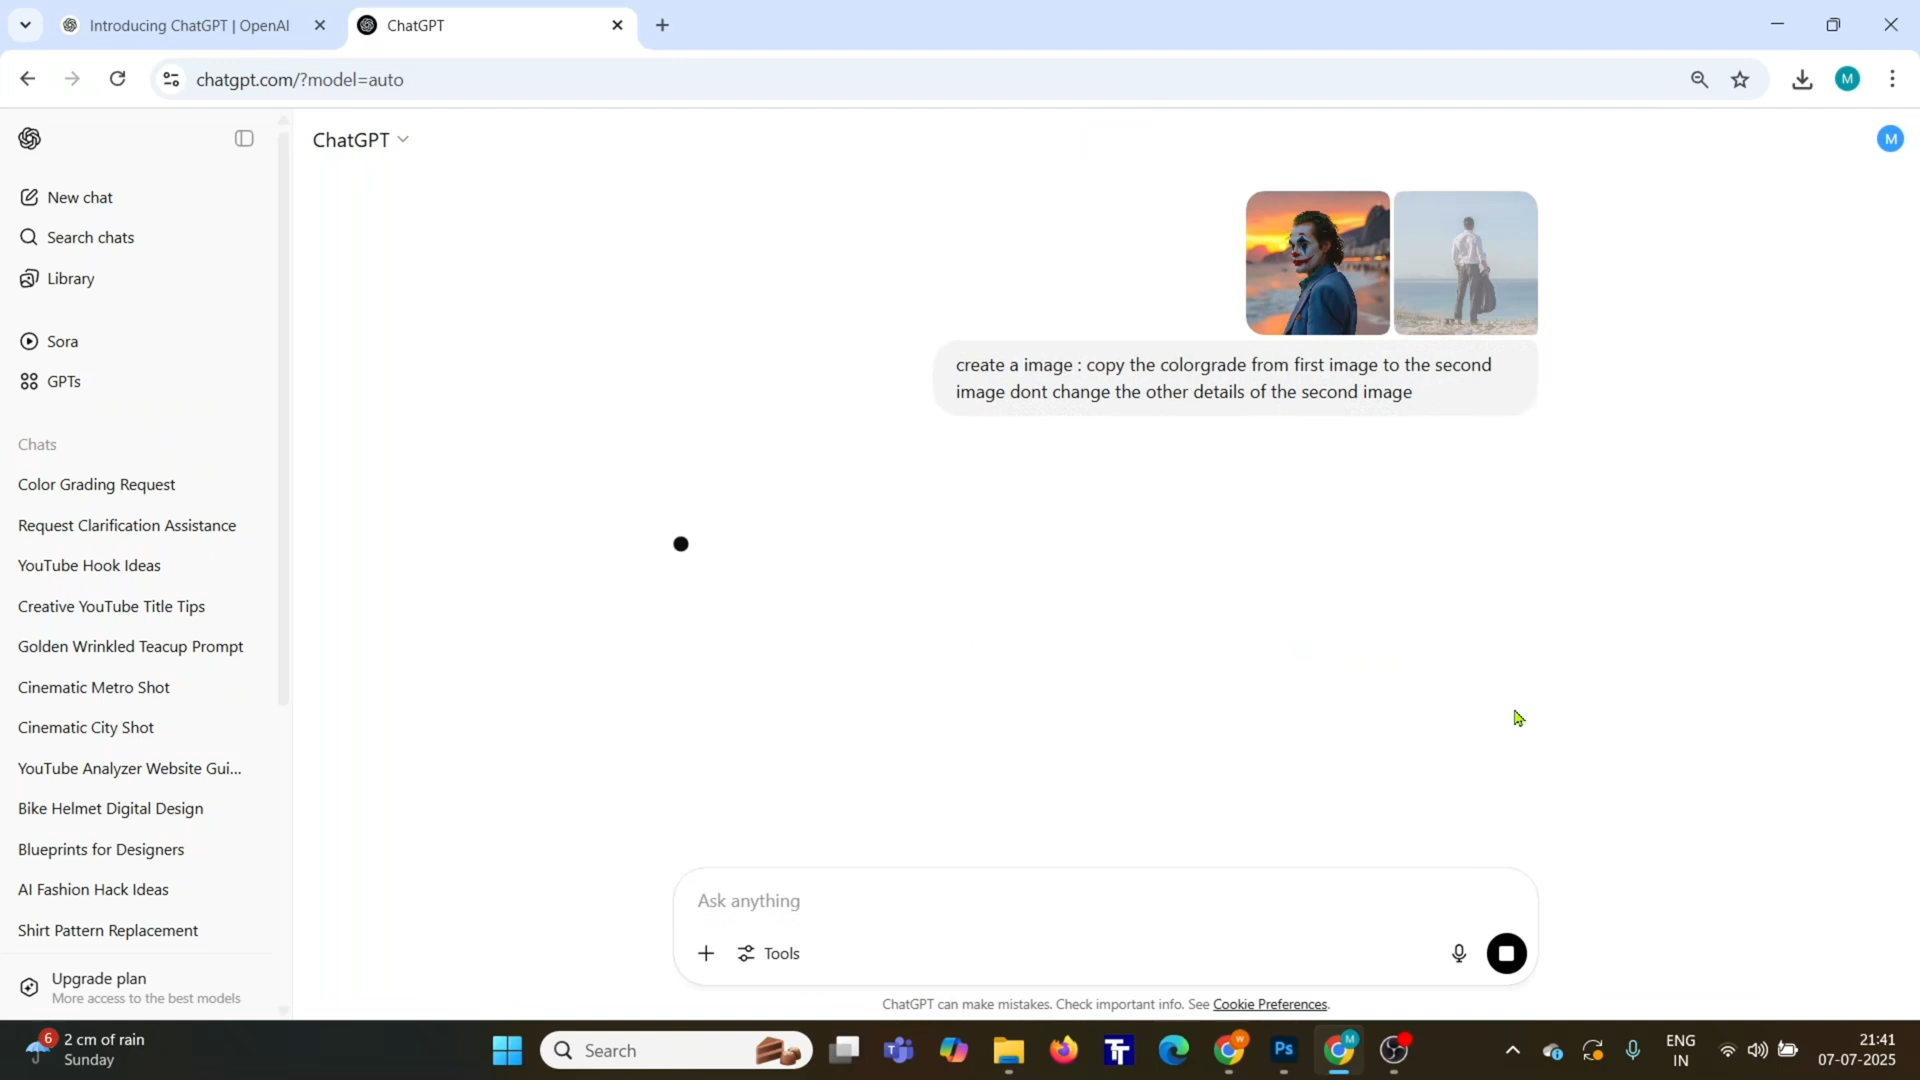 Introducing ChatGPT | OpenAI
ChatGPT
chatgpt.com/?model=auto
M
ChatGPT
M
New chat
Search chats
Library
Sora
GPTs
Chats
Color Grading Request
Request Clarification Assistance
YouTube Hook Ideas
Creative YouTube Title Tips
Golden Wrinkled Teacup Prompt
Cinematic Metro Shot
Cinematic City Shot
YouTube Analyzer Website Gui...
Bike Helmet Digital Design
Blueprints for Designers
AI Fashion Hack Ideas
Shirt Pattern Replacement
Upgrade plan
More access to the best models
create a image : copy the colorgrade from first image to the second
image dont change the other details of the second image
Ask anything
Tools
ChatGPT can make mistakes. Check important info. See Cookie Preferences.
6
2 cm of rain
Sunday
Search
T
TT
W
Ps
M
ENG
IN
21:41
07-07-2025